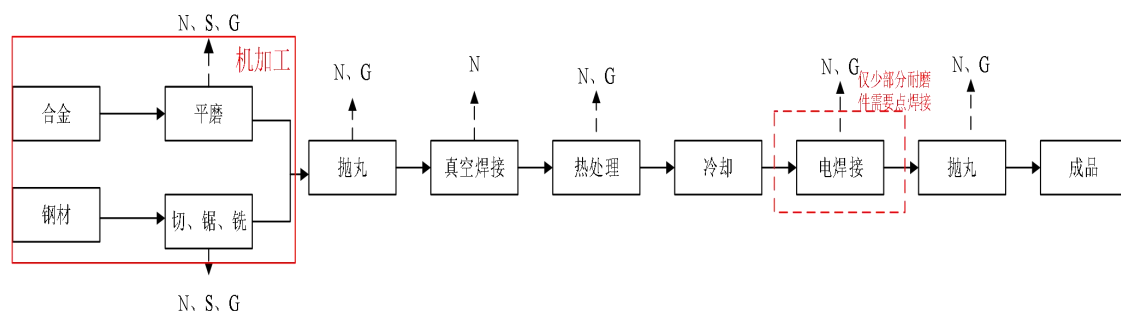 N、S、G
机加工
合金
平磨
钢材
切、锯、铣
N、S、G
N、G
抛丸
N
真空焊接
N、G
热处理
冷却
N、G
仅少部分耐磨
件需要点焊接
电焊接
N、G
抛丸
成品